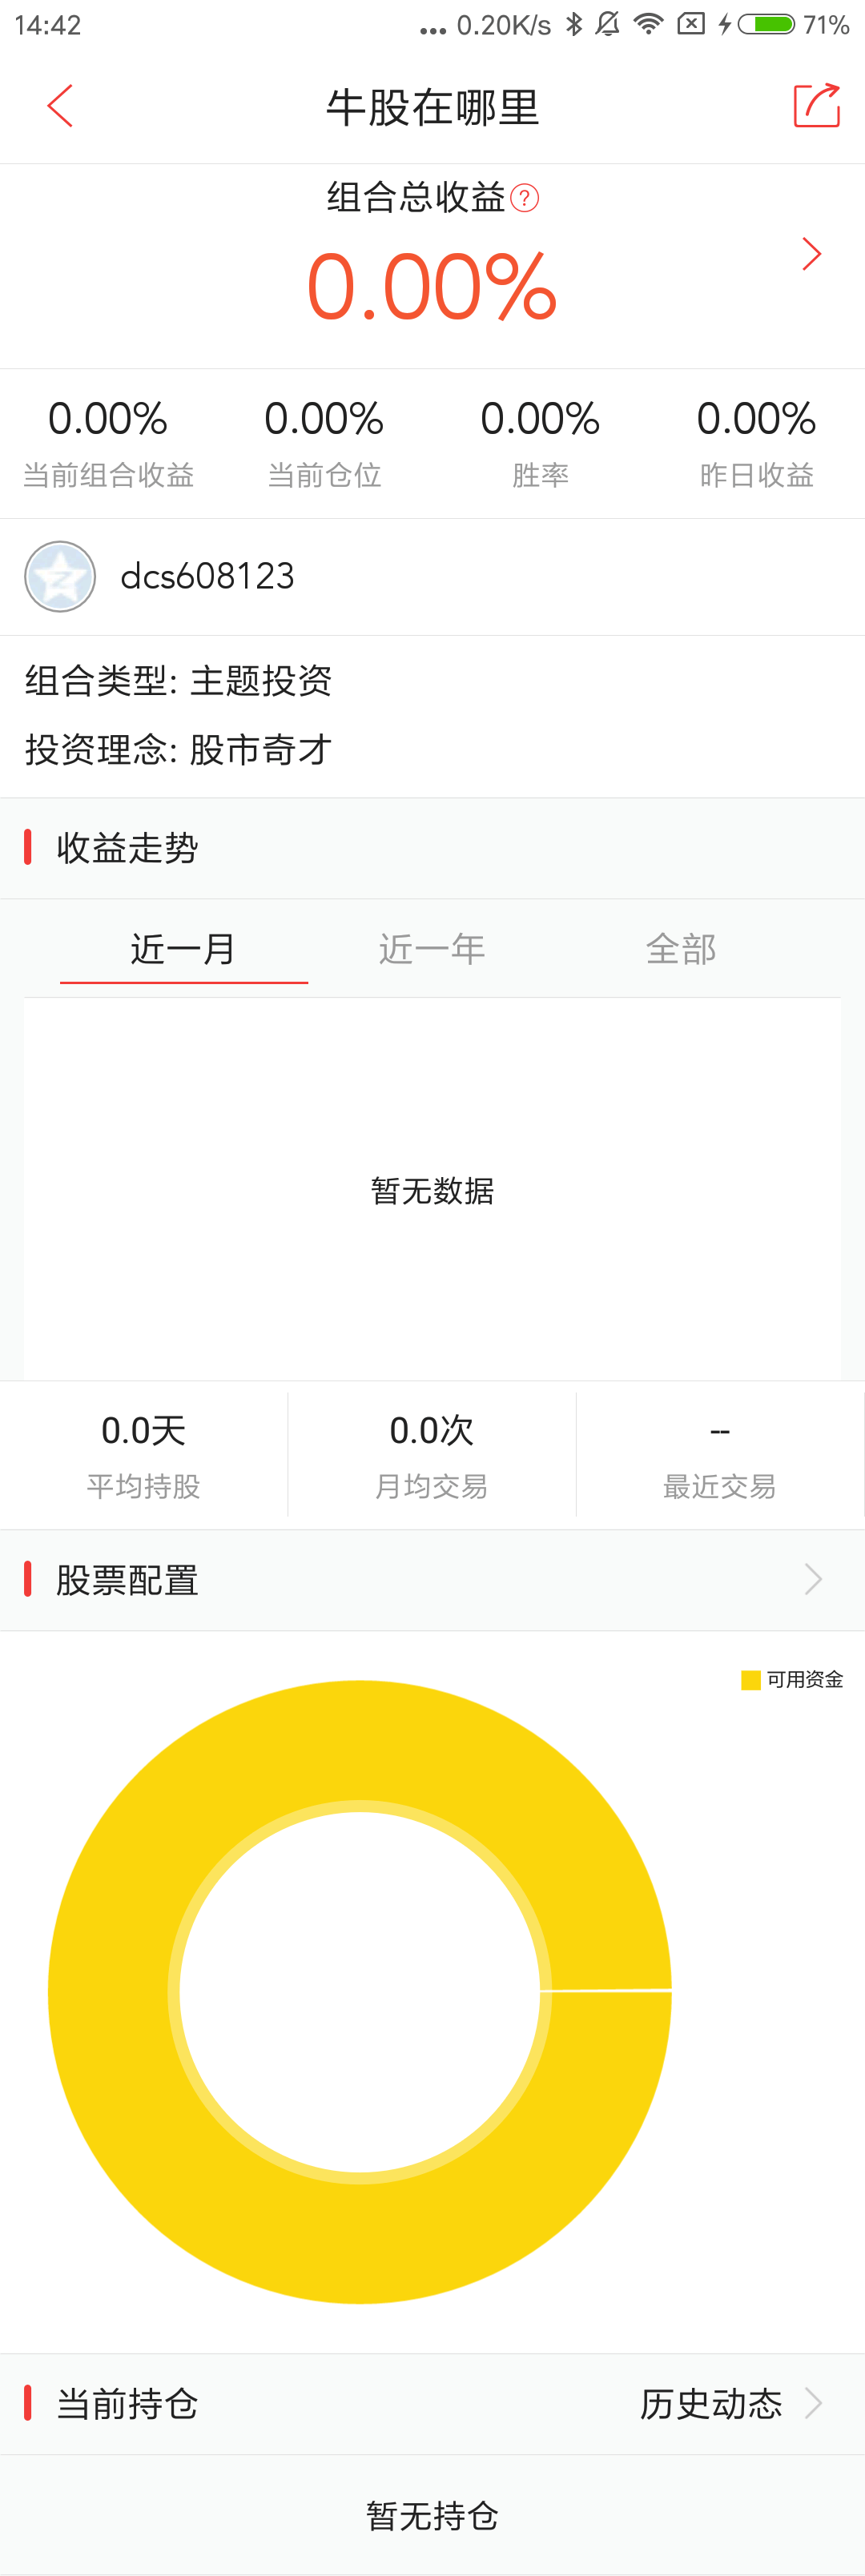 14:42 ... 0.20K/s 71%
牛股在哪里
组合总收益?
0.00%
0.00% 0.00% 0.00% 0.00%
当前组合收益 当前仓位 胜率 昨日收益
dcs608123
组合类型: 主题投资
投资理念: 股市奇才
收益走势
近一月 近一年 全部
暂无数据
0.0天 0.0次 --
平均持股 月均交易 最近交易
股票配置
可用资金
当前持仓 历史动态
暂无持仓